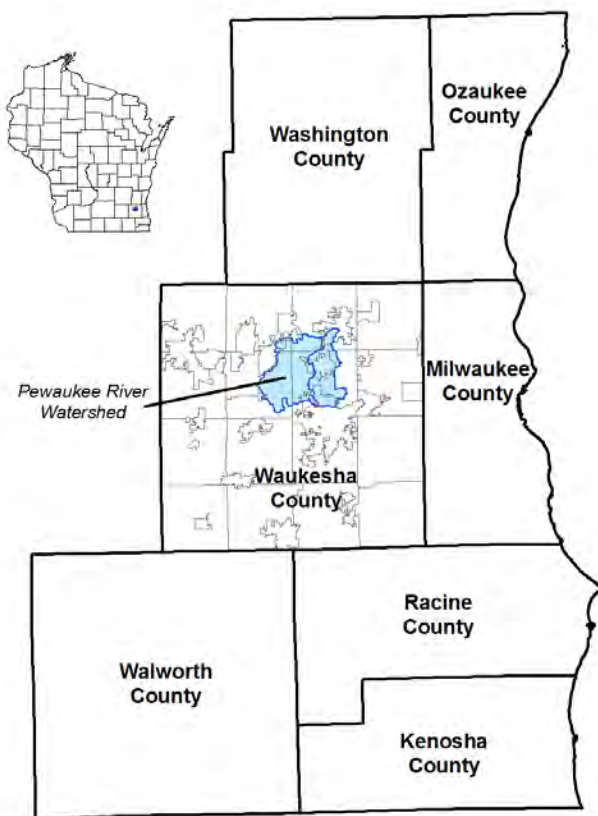 Ozaukee
County
Washington
County
Milwaukee
County
Pewaukee River
Watershed
Waukesha
County
Racine
County
Walworth
County
Kenosha
County